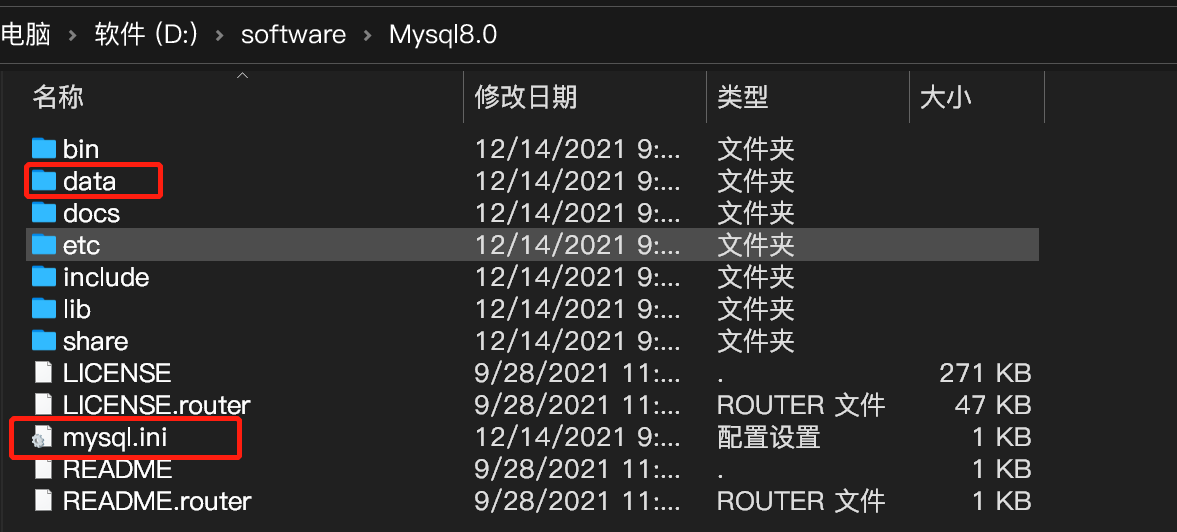 电脑 › 软件 (D:) › software › Mysql8.0
名称 修改日期 类型 大小
bin 12/14/2021 9:... 文件夹
data 12/14/2021 9:... 文件夹
docs 12/14/2021 9:... 文件夹
etc 12/14/2021 9:... 文件夹
include 12/14/2021 9:... 文件夹
lib 12/14/2021 9:... 文件夹
share 12/14/2021 9:... 文件夹
LICENSE 9/28/2021 11:... . 271 KB
LICENSE.router 9/28/2021 11:... ROUTER 文件 47 KB
mysql.ini 12/14/2021 9:... 配置设置 1 KB
README 9/28/2021 11:... . 1 KB
README.router 9/28/2021 11:... ROUTER 文件 1 KB